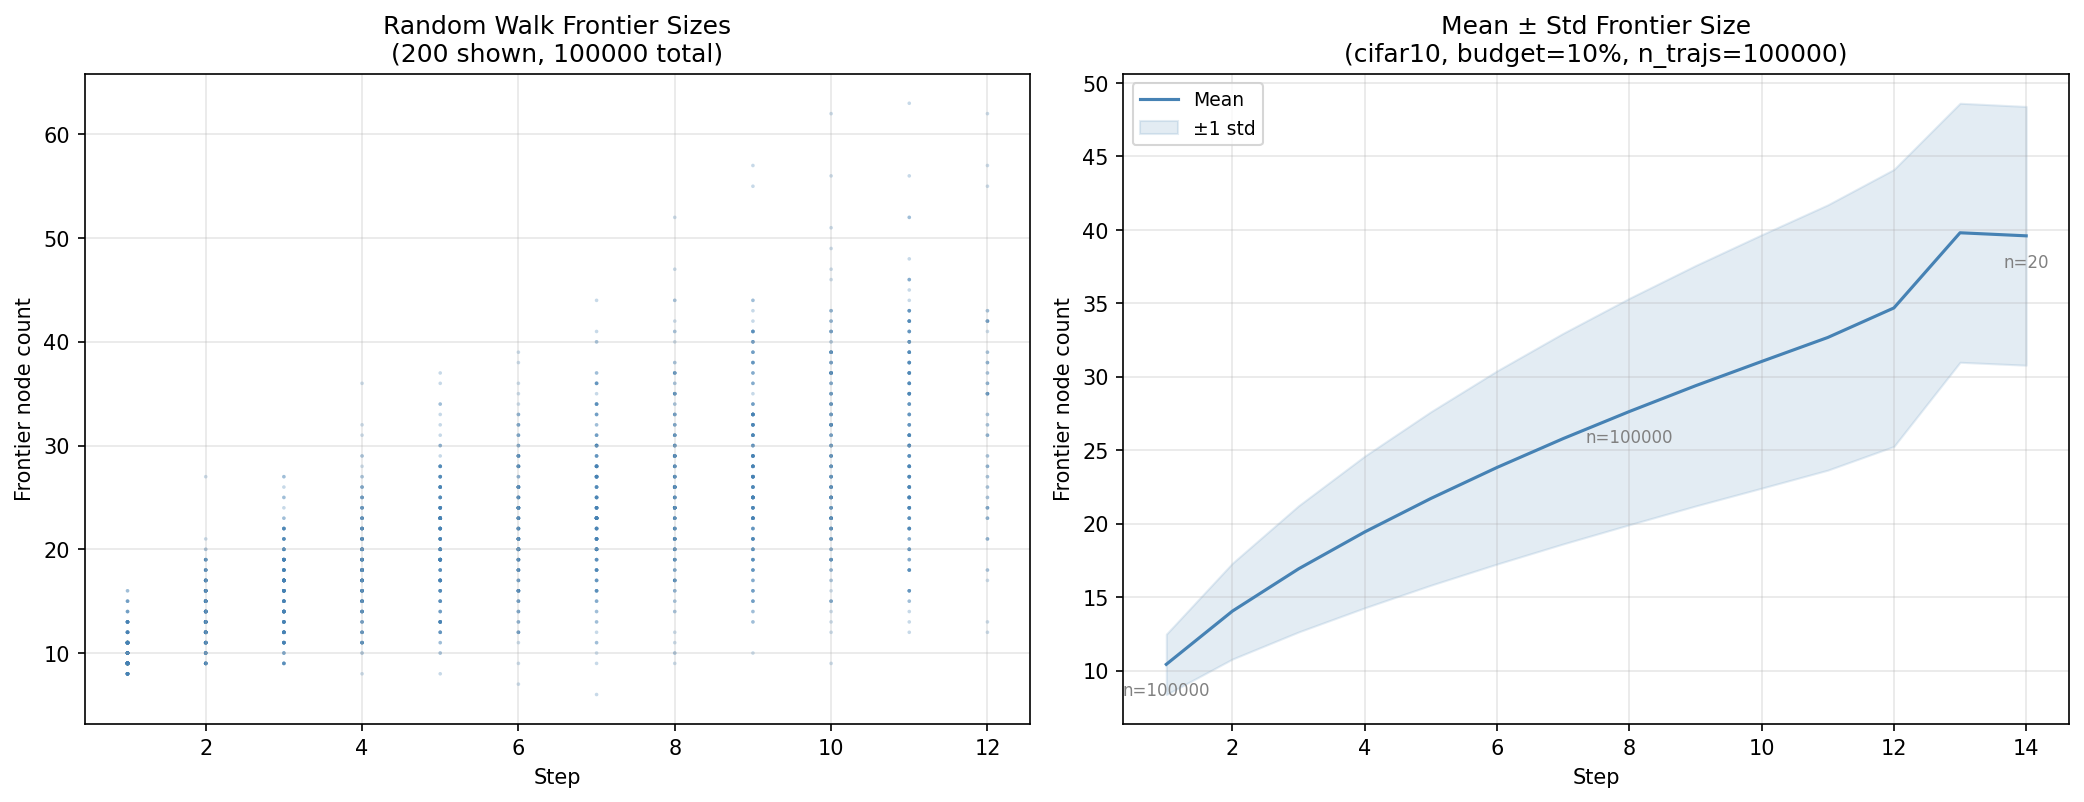 Random Walk Frontier Sizes
(200 shown, 100000 total)
Frontier node count
60
50
40
30
20
10
2
4
6
8
10
12
Step
Mean ± Std Frontier Size
(cifar10, budget=10%, n_trajs=100000)
Mean
±1 std
Frontier node count
50
45
40
35
30
25
20
15
10
n=20
n=100000
n=100000
2
4
6
8
10
12
14
Step